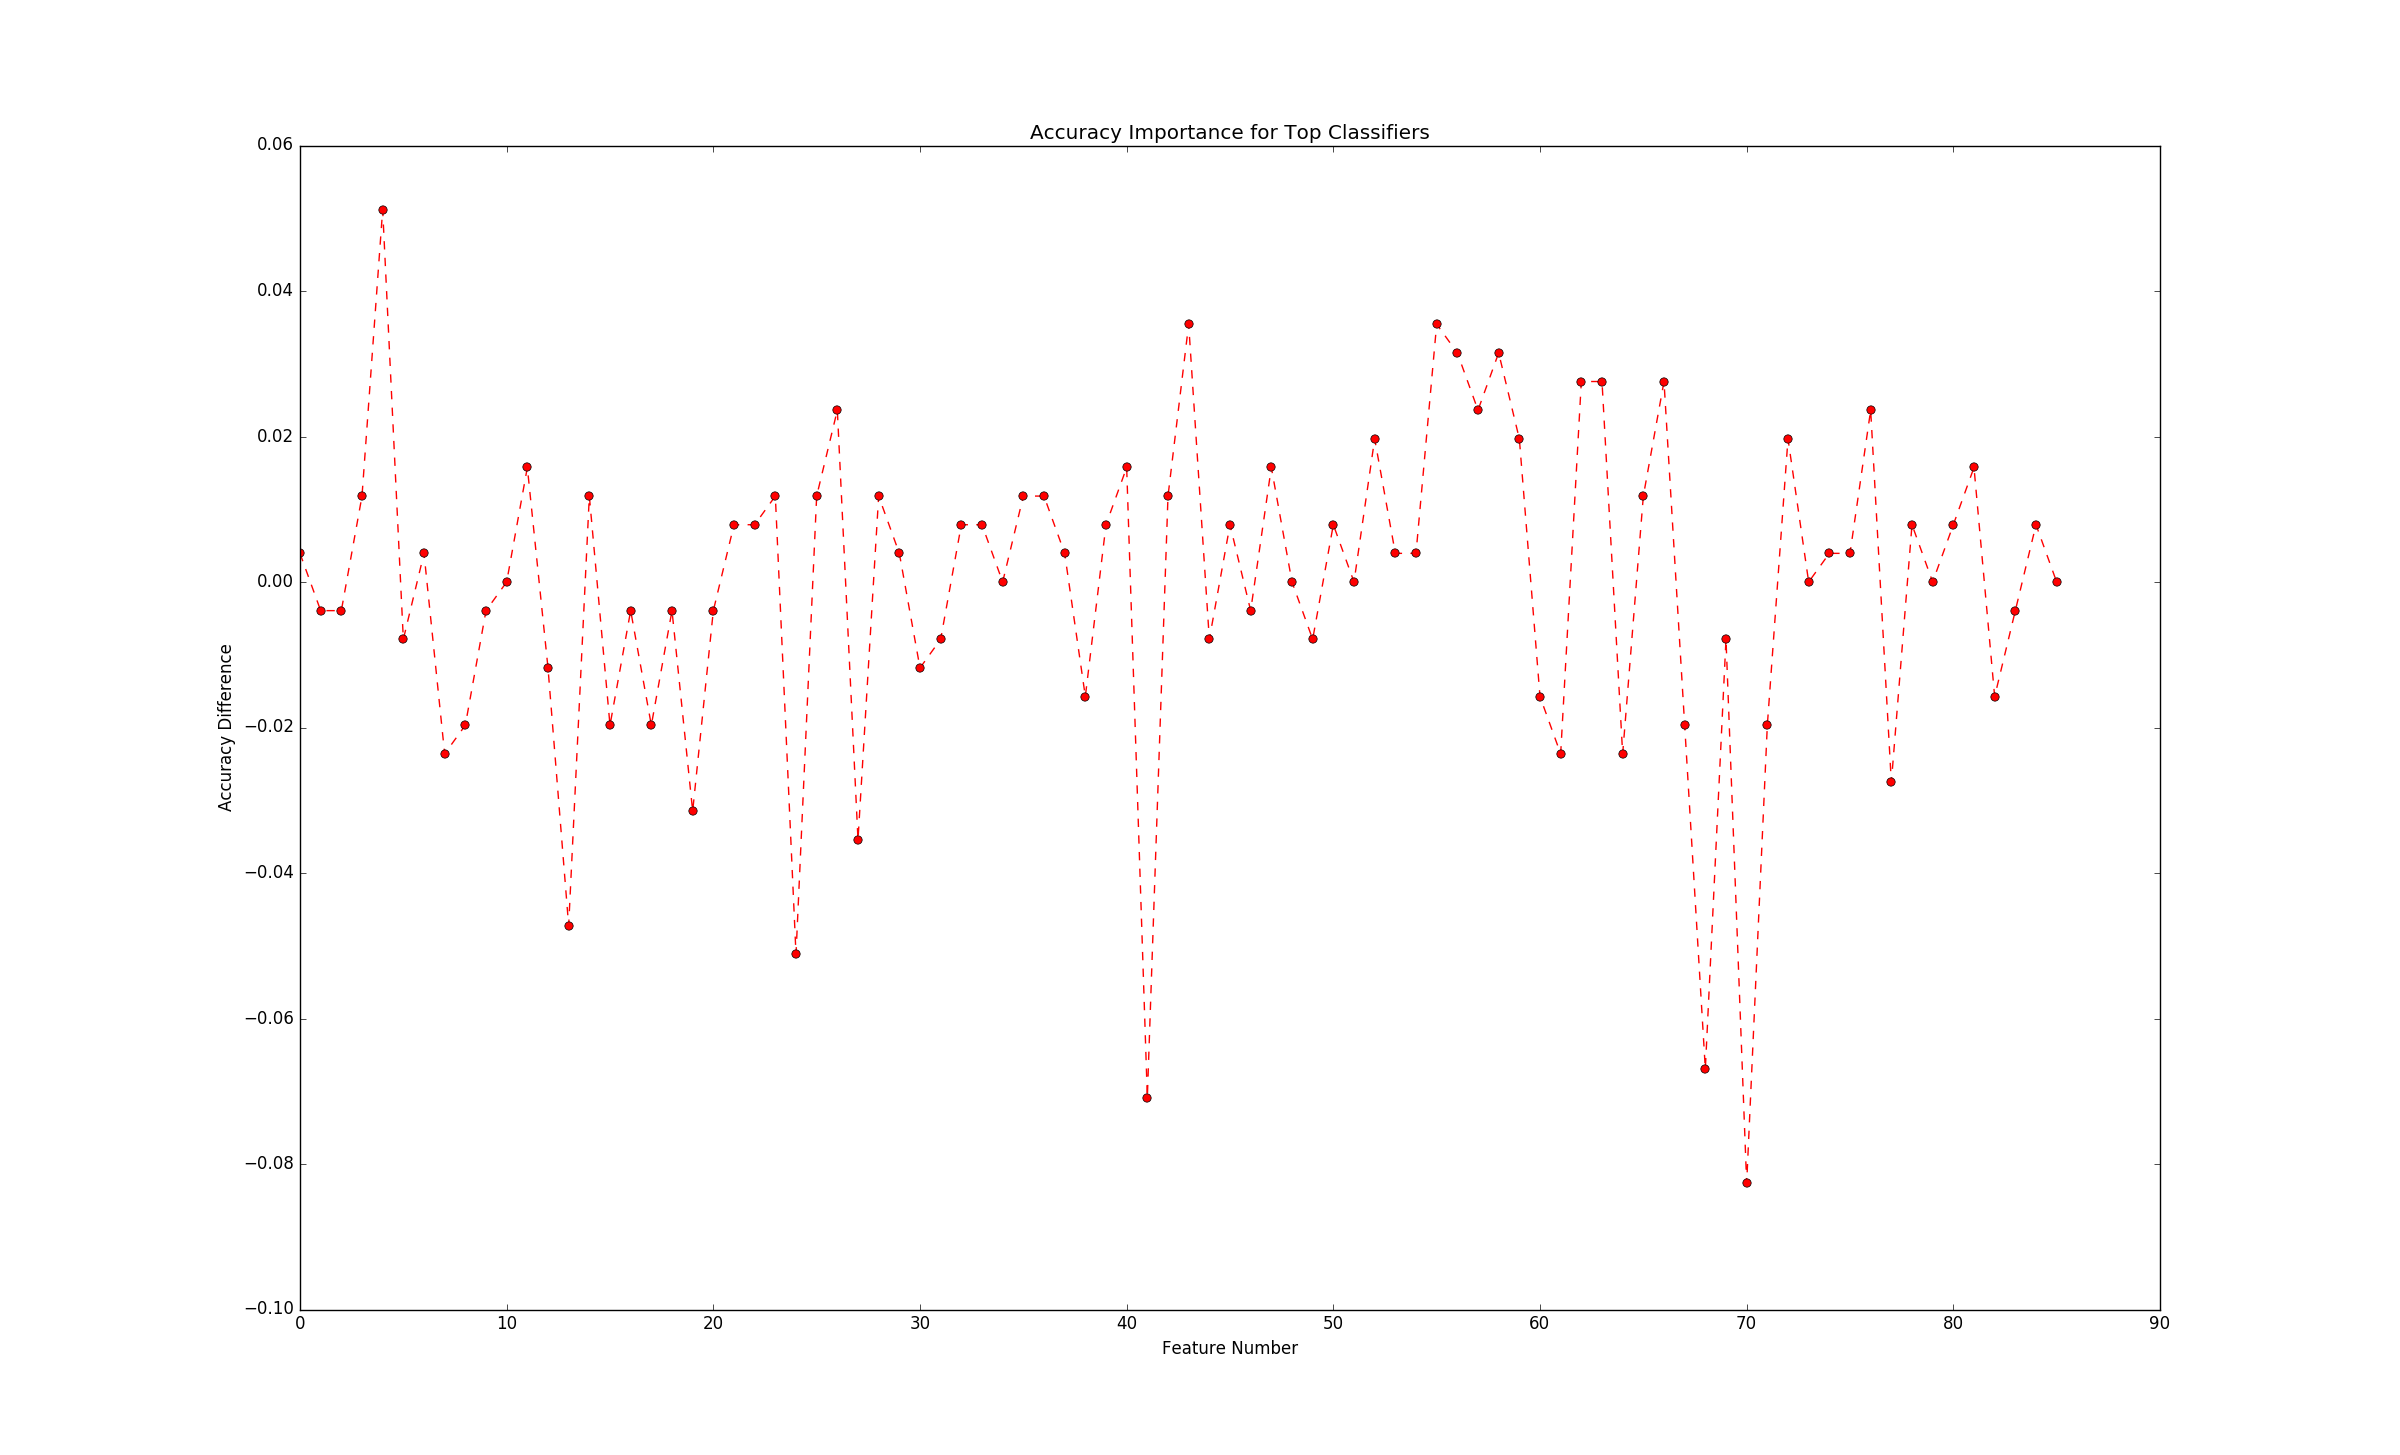 Accuracy Importance for Top Classifiers
0.06
0.04
0.02
0.00
−0.02
−0.04
−0.06
−0.08
−0.10
Accuracy Difference
0 10 20 30 40 50 60 70 80 90
Feature Number